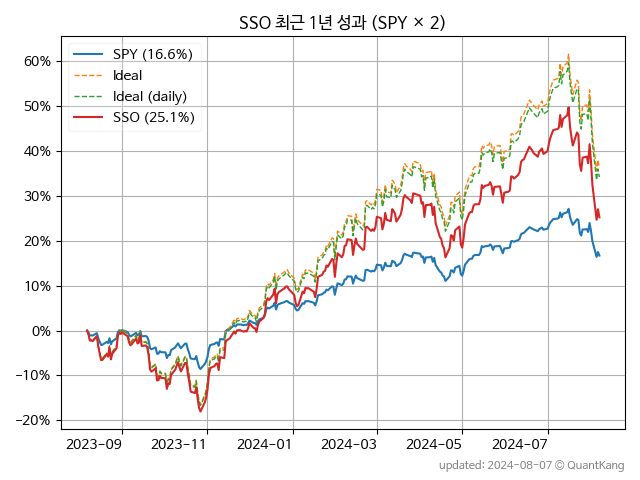 SSO 최근 1년 성과 (SPY × 2)
SPY (16.6%)
Ideal
Ideal (daily)
SSO (25.1%)
60%
50%
40%
30%
20%
10%
0%
−10%
−20%
2023-09
2023-11
2024-01
2024-03
2024-05
2024-07
updated: 2024-08-07 © QuantKang